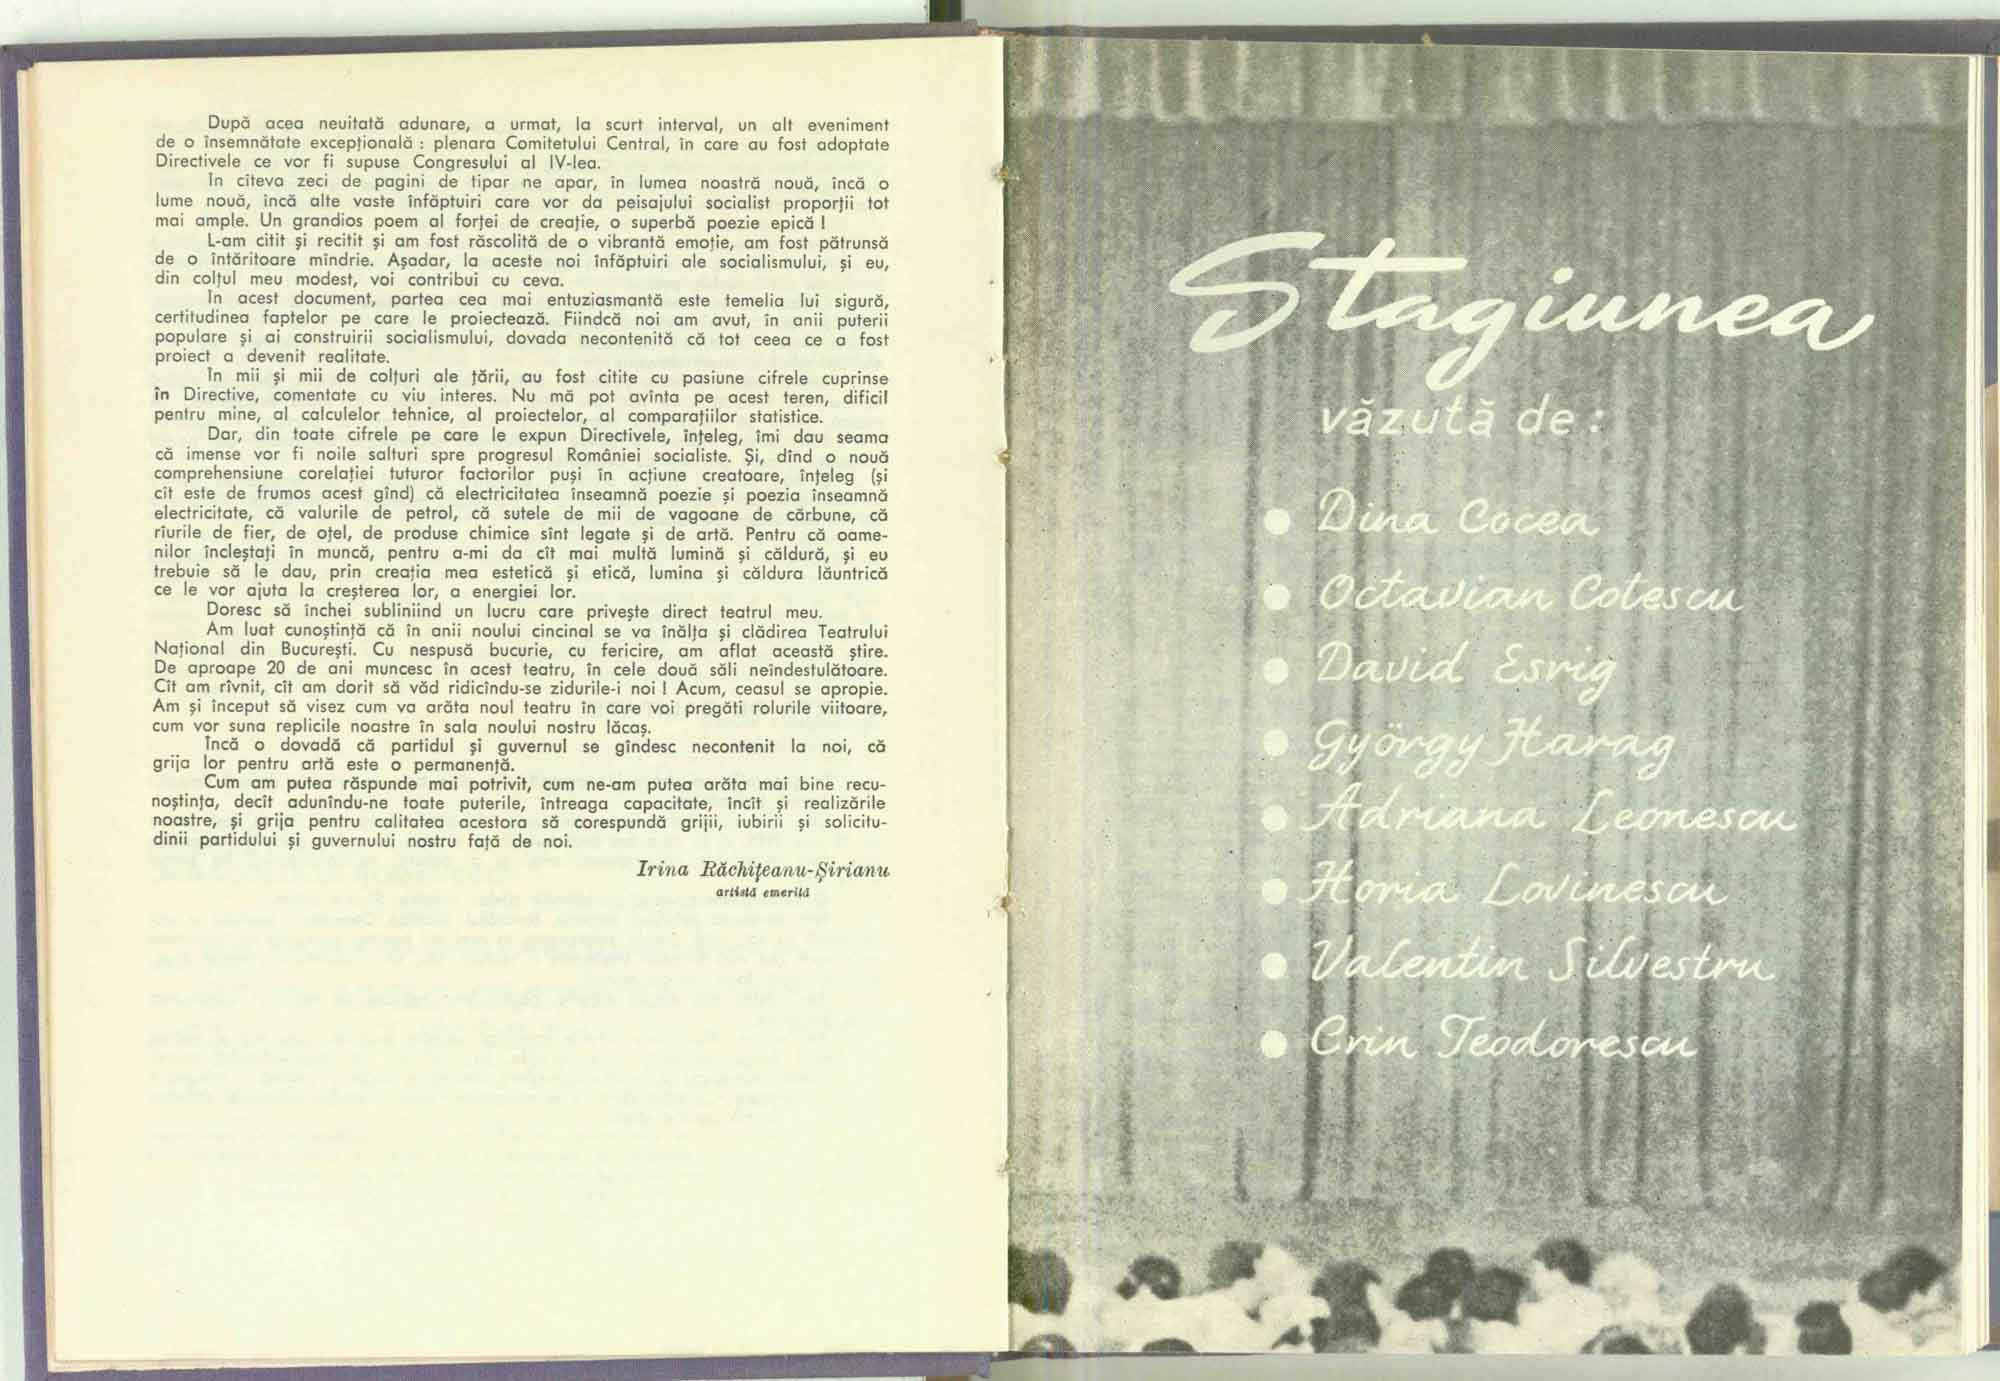 După acea neuitată adunare, a urmat, la scurt interval, un alt eveniment
de o însemnătate excepțională : plenara Comitetului Central, în care au fost adoptate
Directivele ce vor fi supuse Congresului al IV-lea.
În cîteva zeci de pagini de tipar ne apar, în lumea noastră nouă, încă o
lume nouă, încă alte vaste înfăptuiri care vor da peisajului socialist proporții tot
mai ample. Un grandios poem al forței de creație, o superbă poezie epică !
L-am citit și recitit și am fost răscolită de o vibrantă emoție, am fost pătrunsă
de o întăritoare mîndrie. Așadar, la aceste noi înfăptuiri ale socialismului, și eu,
din colțul meu modest, voi contribui cu ceva.
În acest document, partea cea mai entuziasmantă este temelia lui sigură,
certitudinea faptelor pe care le proiectează. Fiindcă noi am avut, în anii puterii
populare și ai construirii socialismului, dovada necontenită că tot ceea ce a fost
proiect a devenit realitate.
În mii și mii de colțuri ale țării, au fost citite cu pasiune cifrele cuprinse
în Directive, comentate cu viu interes. Nu mă pot avînta pe acest teren, dificil
pentru mine, al calculelor tehnice, al proiectelor, al comparațiilor statistice.
Dar, din toate cifrele pe care le expun Directivele, înțeleg, îmi dau seama
că imense vor fi noile salturi spre progresul României socialiste. Și, dînd o nouă
comprehensiune corelației tuturor factorilor puși în acțiune creatoare, înțeleg (și
cît este de frumos acest gînd) că electricitatea înseamnă poezie și poezia înseamnă
electricitate, că valurile de petrol, că sutele de mii de vagoane de cărbune, că
rîurile de fier, de oțel, de produse chimice sînt legate și de artă. Pentru că oame-
nilor încleștați în muncă, pentru a-mi da cît mai multă lumină și căldură, și eu
trebuie să le dau, prin creația mea estetică și etică, lumina și căldura lăuntrică
ce le vor ajuta la creșterea lor, a energiei lor.
Doresc să închei subliniind un lucru care privește direct teatrul meu.
Am luat cunoștință că în anii noului cincinal se va înălța și clădirea Teatrului
Național din București. Cu nespusă bucurie, cu fericire, am aflat această știre.
De aproape 20 de ani muncesc în acest teatru, în cele două săli neîndestulătoare.
Cît am rîvnit, cît am dorit să văd ridicîndu-se zidurile-i noi ! Acum, ceasul se apropie.
Am și început să visez cum va arăta noul teatru în care voi pregăti rolurile viitoare,
cum vor suna replicile noastre în sala noului nostru lăcaș.
Încă o dovadă că partidul și guvernul se gîndesc necontenit la noi, că
grija lor pentru artă este o permanență.
Cum am putea răspunde mai potrivit, cum ne-am putea arăta mai bine recu-
noștința, decît adunîndu-ne toate puterile, întreaga capacitate, încît și realizările
noastre, și grija pentru calitatea acestora să corespundă grijii, iubirii și solicitu-
dinii partidului și guvernului nostru față de noi.
Irina Răchițeanu-Șirianu
artistă emerită
Stagiunea
văzută de :
● Dina Cocea
● Octavian Cotescu
● David Esrig
● György Harag
● Adriana Leonescu
● Horia Lovinescu
● Valentin Silvestru
● Crin Teodorescu